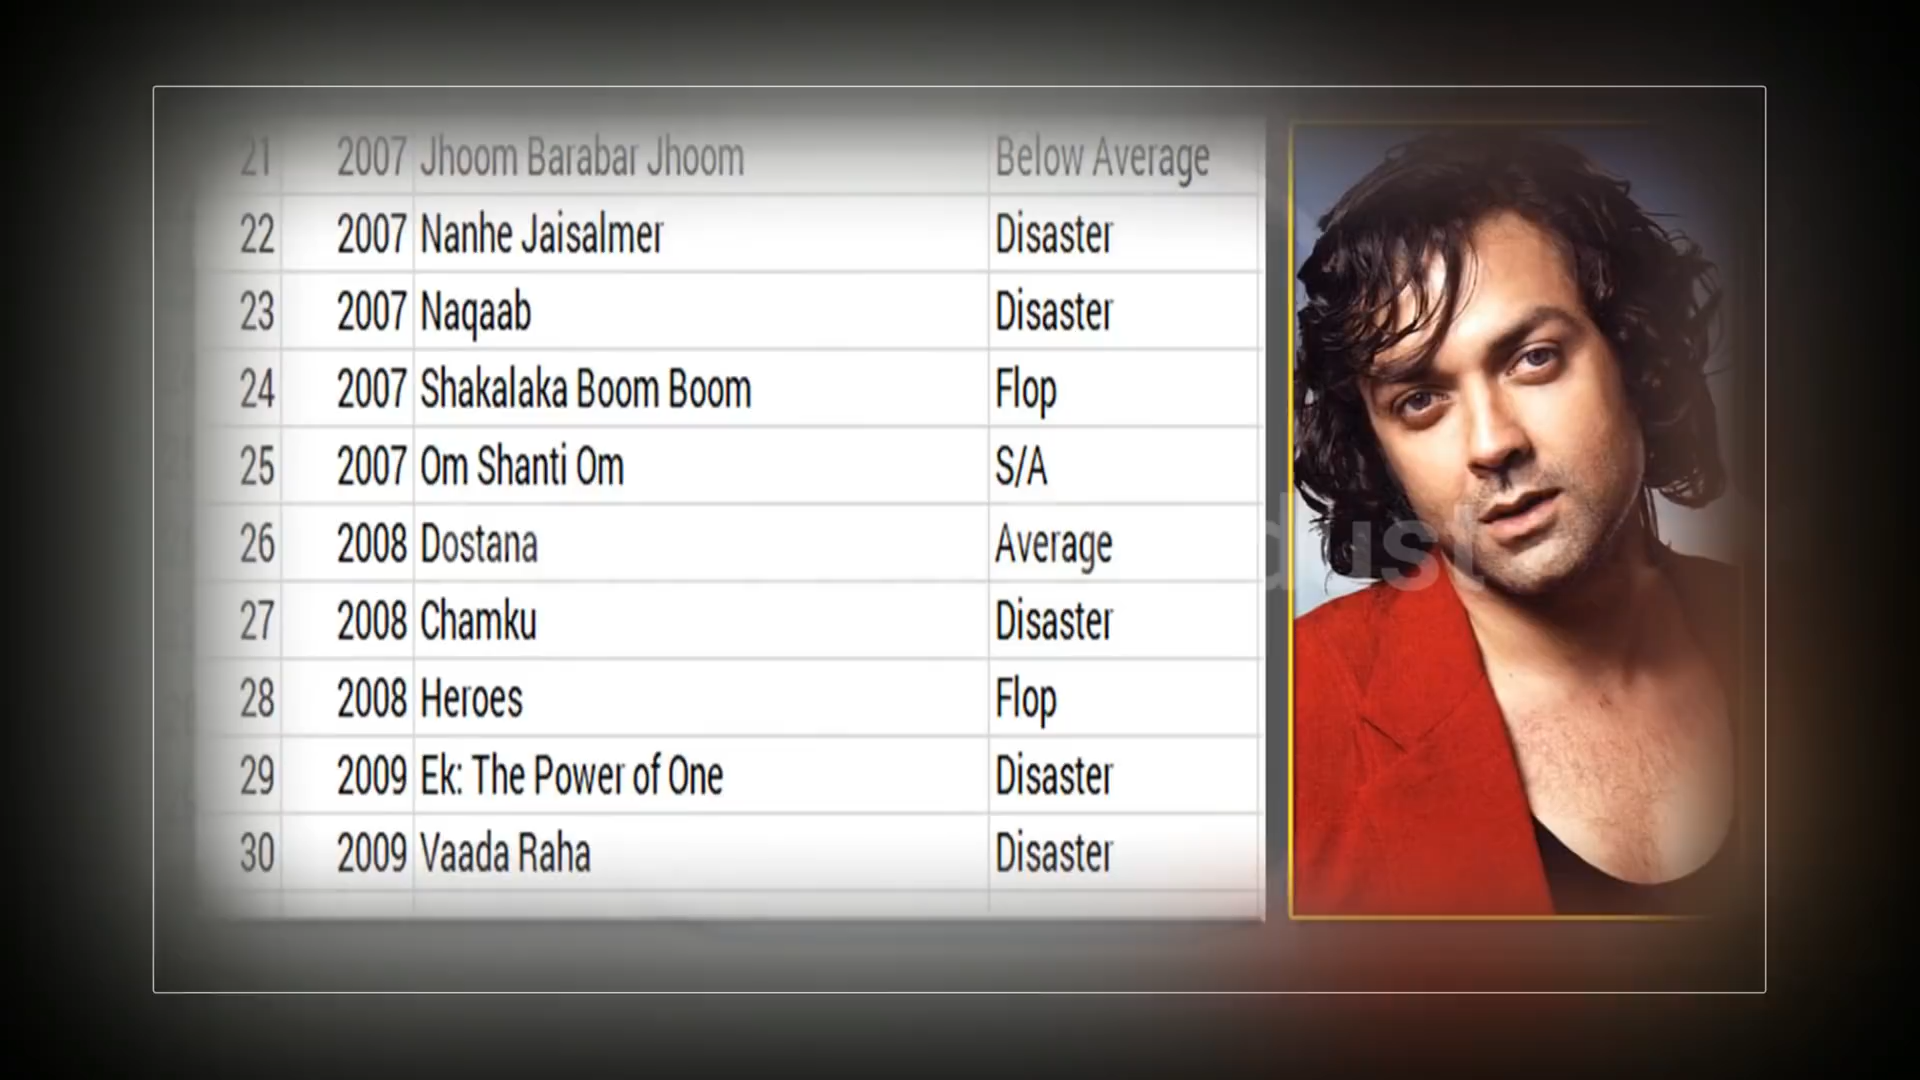 21 2007 Jhoom Barabar Jhoom Below Average
22 2007 Nanhe Jaisalmer Disaster
23 2007 Naqaab Disaster
24 2007 Shakalaka Boom Boom Flop
25 2007 Om Shanti Om S/A
26 2008 Dostana Average
27 2008 Chamku Disaster
28 2008 Heroes Flop
29 2009 Ek: The Power of One Disaster
30 2009 Vaada Raha Disaster
dust